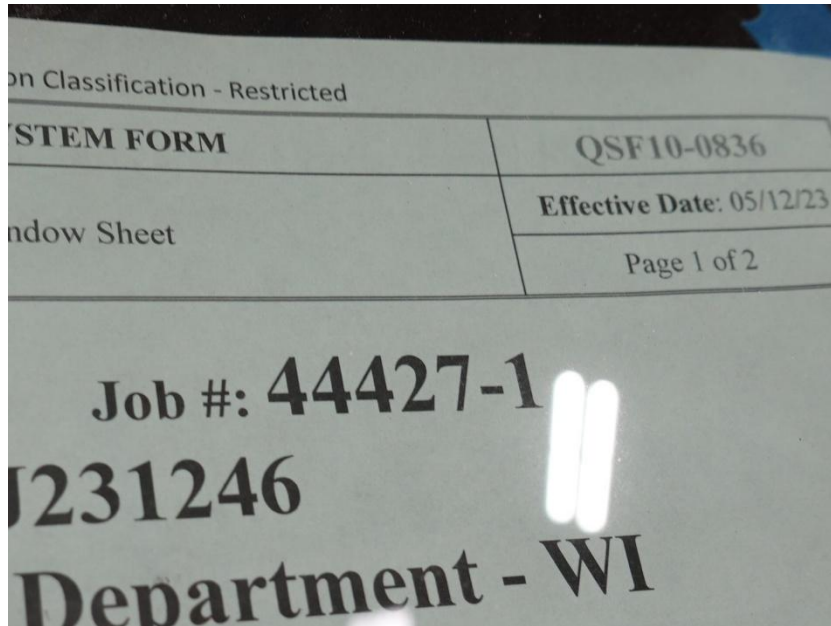 on Classification - Restricted
STEM FORM
QSF10-0836
Effective Date: 05/12/23
ndow Sheet
Page 1 of 2
Job #: 44427-1
J231246
Department - WI